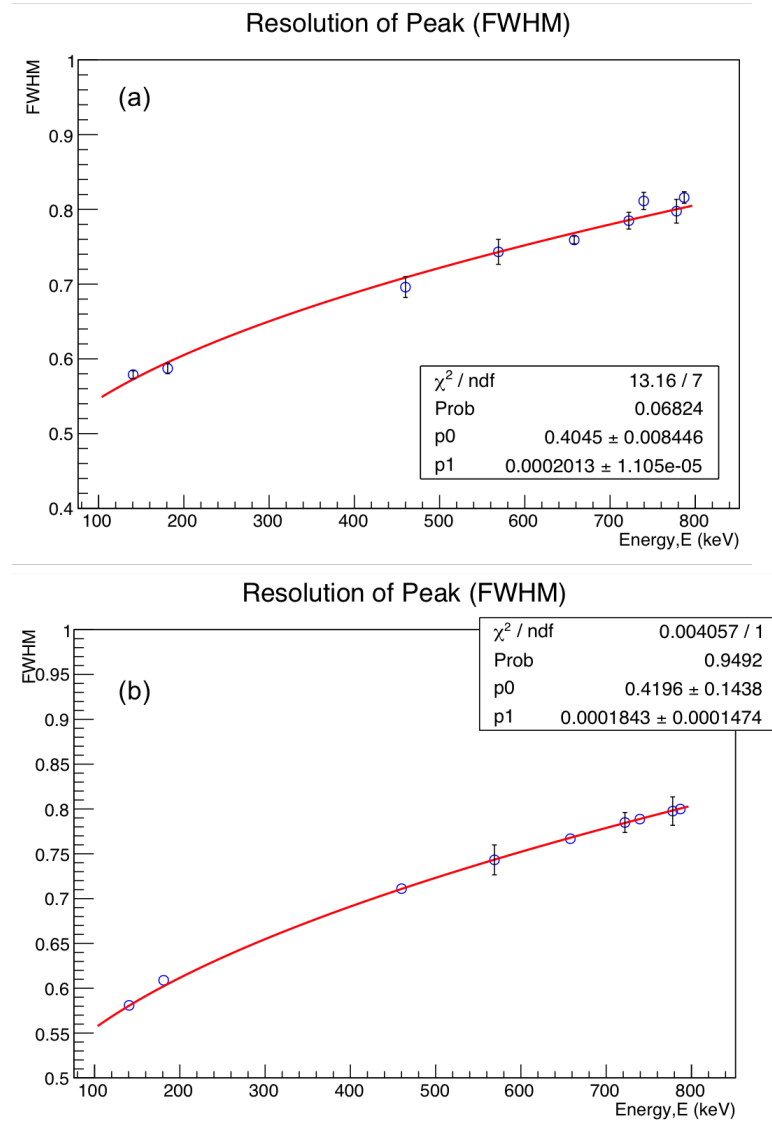 Resolution of Peak (FWHM)
FWHM
(a)
1
0.9
0.8
0.7
0.6
0.5
0.4
χ² / ndf 13.16 / 7
Prob 0.06824
p0 0.4045 ± 0.008446
p1 0.0002013 ± 1.105e-05
100 200 300 400 500 600 700 800
Energy,E (keV)
Resolution of Peak (FWHM)
FWHM
(b)
χ² / ndf 0.004057 / 1
Prob 0.9492
p0 0.4196 ± 0.1438
p1 0.0001843 ± 0.0001474
1
0.95
0.9
0.85
0.8
0.75
0.7
0.65
0.6
0.55
0.5
100 200 300 400 500 600 700 800
Energy,E (keV)